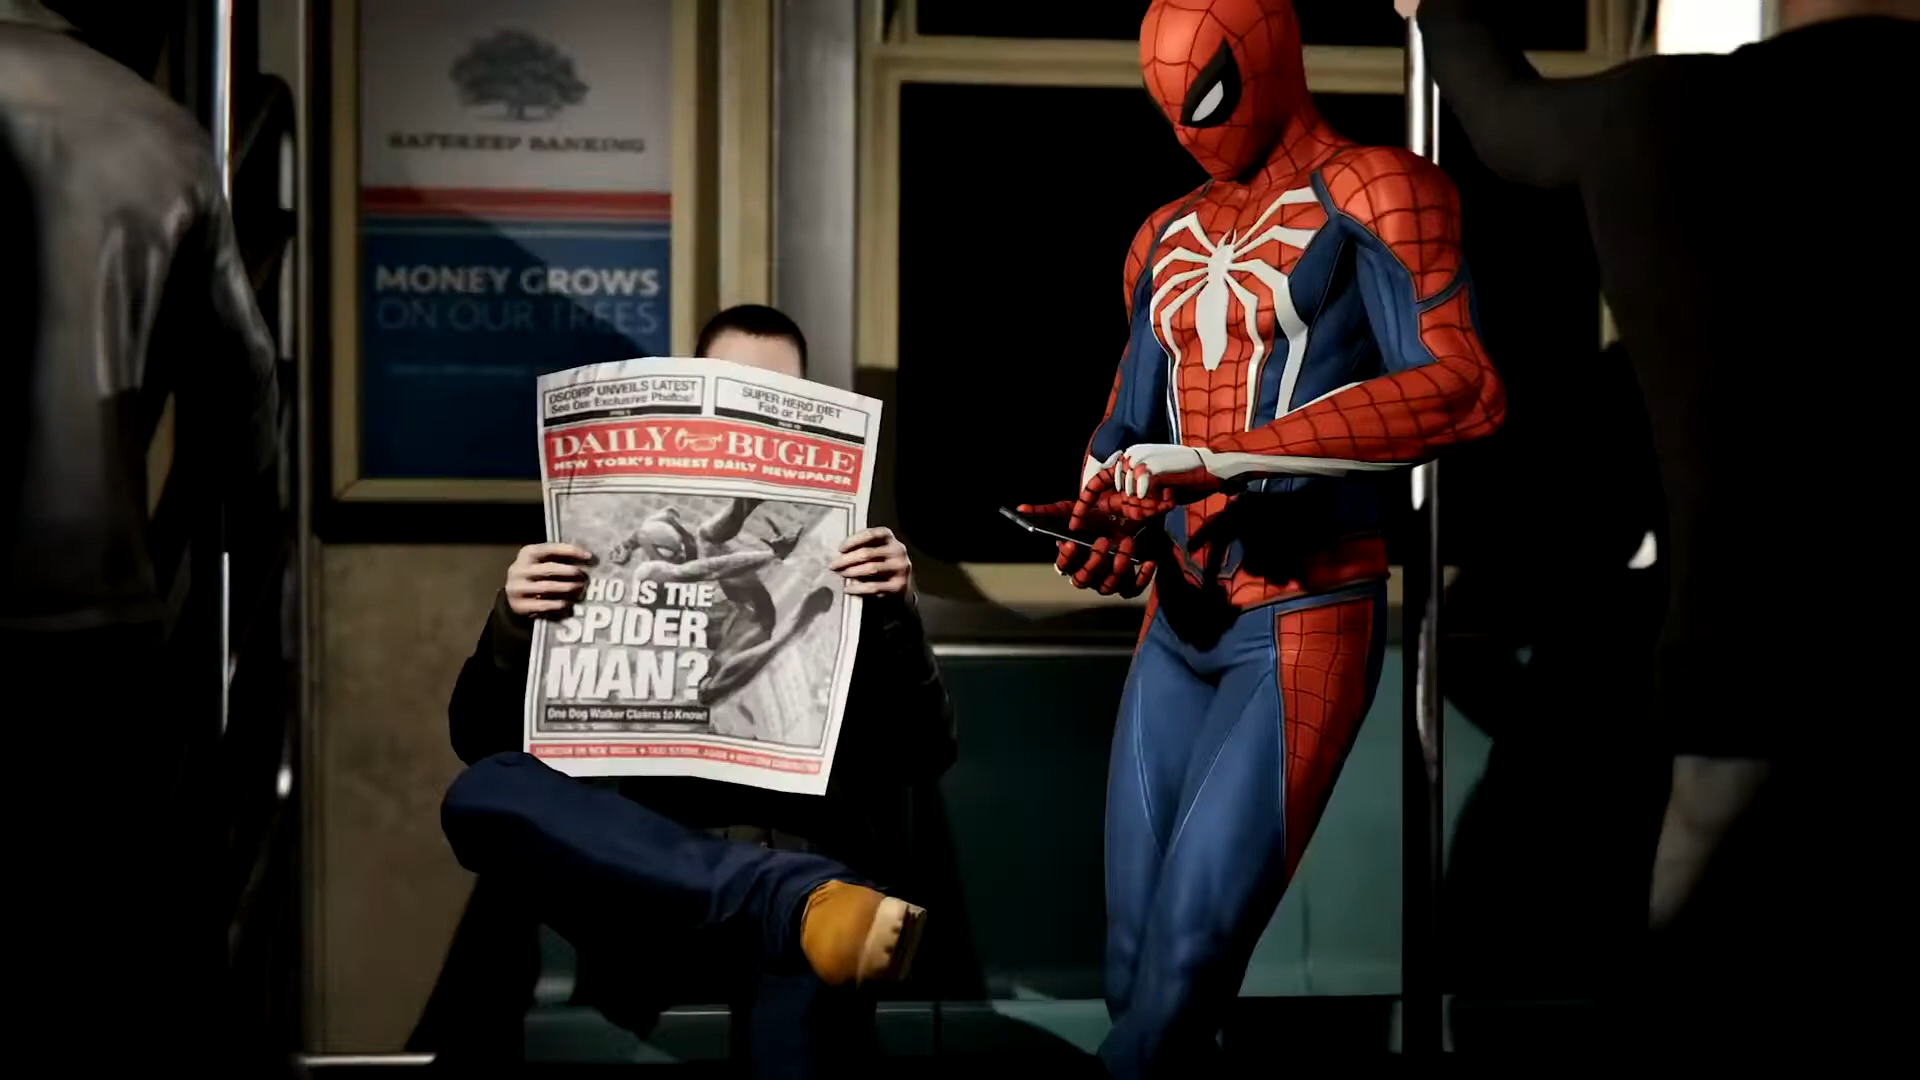 SAFEKEEP BANKING
MONEY GROWS
ON OUR TREES
OSCORP UNVEILS LATEST
See Our Exclusive Photos!
SUPER HERO DIET
Fab or Fad?
DAILY BUGLE
NEW YORK'S FINEST DAILY NEWSPAPER
HO IS THE
SPIDER
MAN?
One Dog Walker Claims to Know!